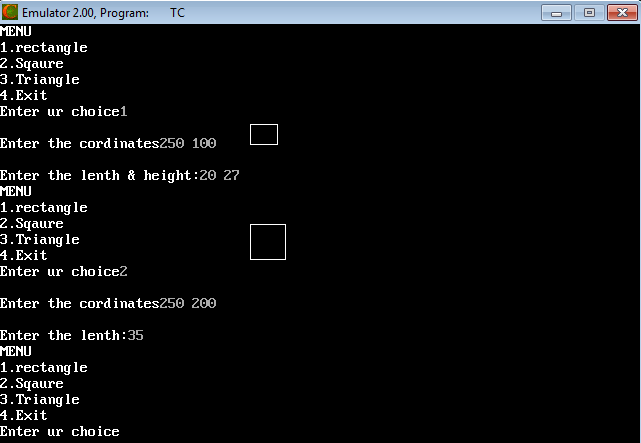 Emulator 2.00, Program: TC
MENU
1.rectangle
2.Sqaure
3.Triangle
4.Exit
Enter ur choice1
Enter the cordinates250 100
Enter the lenth & height:20 27
MENU
1.rectangle
2.Sqaure
3.Triangle
4.Exit
Enter ur choice2
Enter the cordinates250 200
Enter the lenth:35
MENU
1.rectangle
2.Sqaure
3.Triangle
4.Exit
Enter ur choice